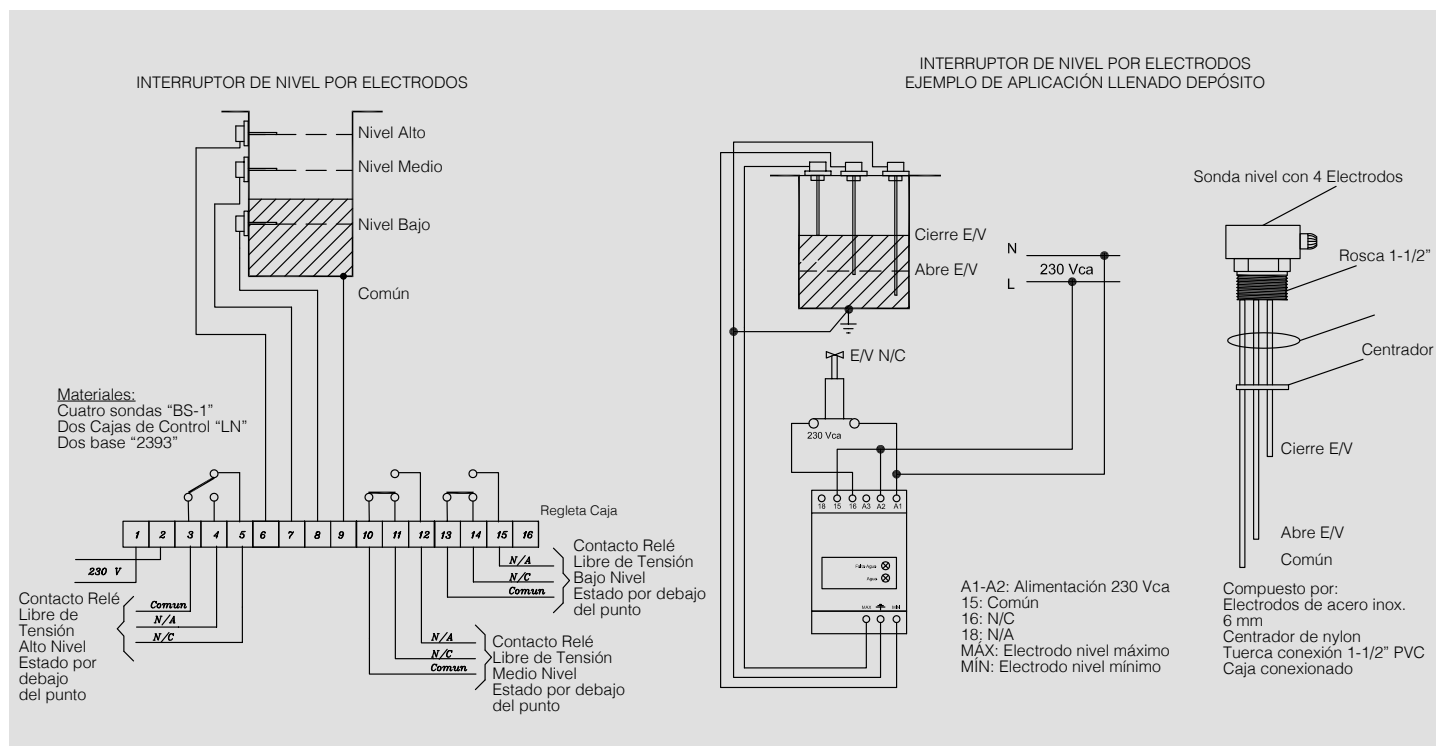 INTERRUPTOR DE NIVEL POR ELECTRODOS
Nivel Alto
Nivel Medio
Nivel Bajo
Común
Materiales:
Cuatro sondas “BS-1”
Dos Cajas de Control “LN”
Dos base “2393”
Regleta Caja
1 2 3 4 5 6 7 8 9 10 11 12 13 14 15 16
230 V
Contacto Relé
Libre de
Tensión
Alto Nivel
Estado por
debajo
del punto
Comun
N/A
N/C
N/A
N/C
Comun
Contacto Relé
Libre de Tensión
Medio Nivel
Estado por debajo
del punto
N/A
N/C
Comun
Contacto Relé
Libre de Tensión
Bajo Nivel
Estado por debajo
del punto
INTERRUPTOR DE NIVEL POR ELECTRODOS
EJEMPLO DE APLICACIÓN LLENADO DEPÓSITO
Cierre E/V
Abre E/V
N
230 Vca
L
E/V N/C
230 Vca
18 15 16 A3 A2 A1
Falta Agua
Agua
MAX MIN
A1-A2: Alimentación 230 Vca
15: Común
16: N/C
18: N/A
MÁX: Electrodo nivel máximo
MÍN: Electrodo nivel mínimo
Sonda nivel con 4 Electrodos
Rosca 1-1/2”
Centrador
Cierre E/V
Abre E/V
Común
Compuesto por:
Electrodos de acero inox.
6 mm
Centrador de nylon
Tuerca conexión 1-1/2” PVC
Caja conexionado